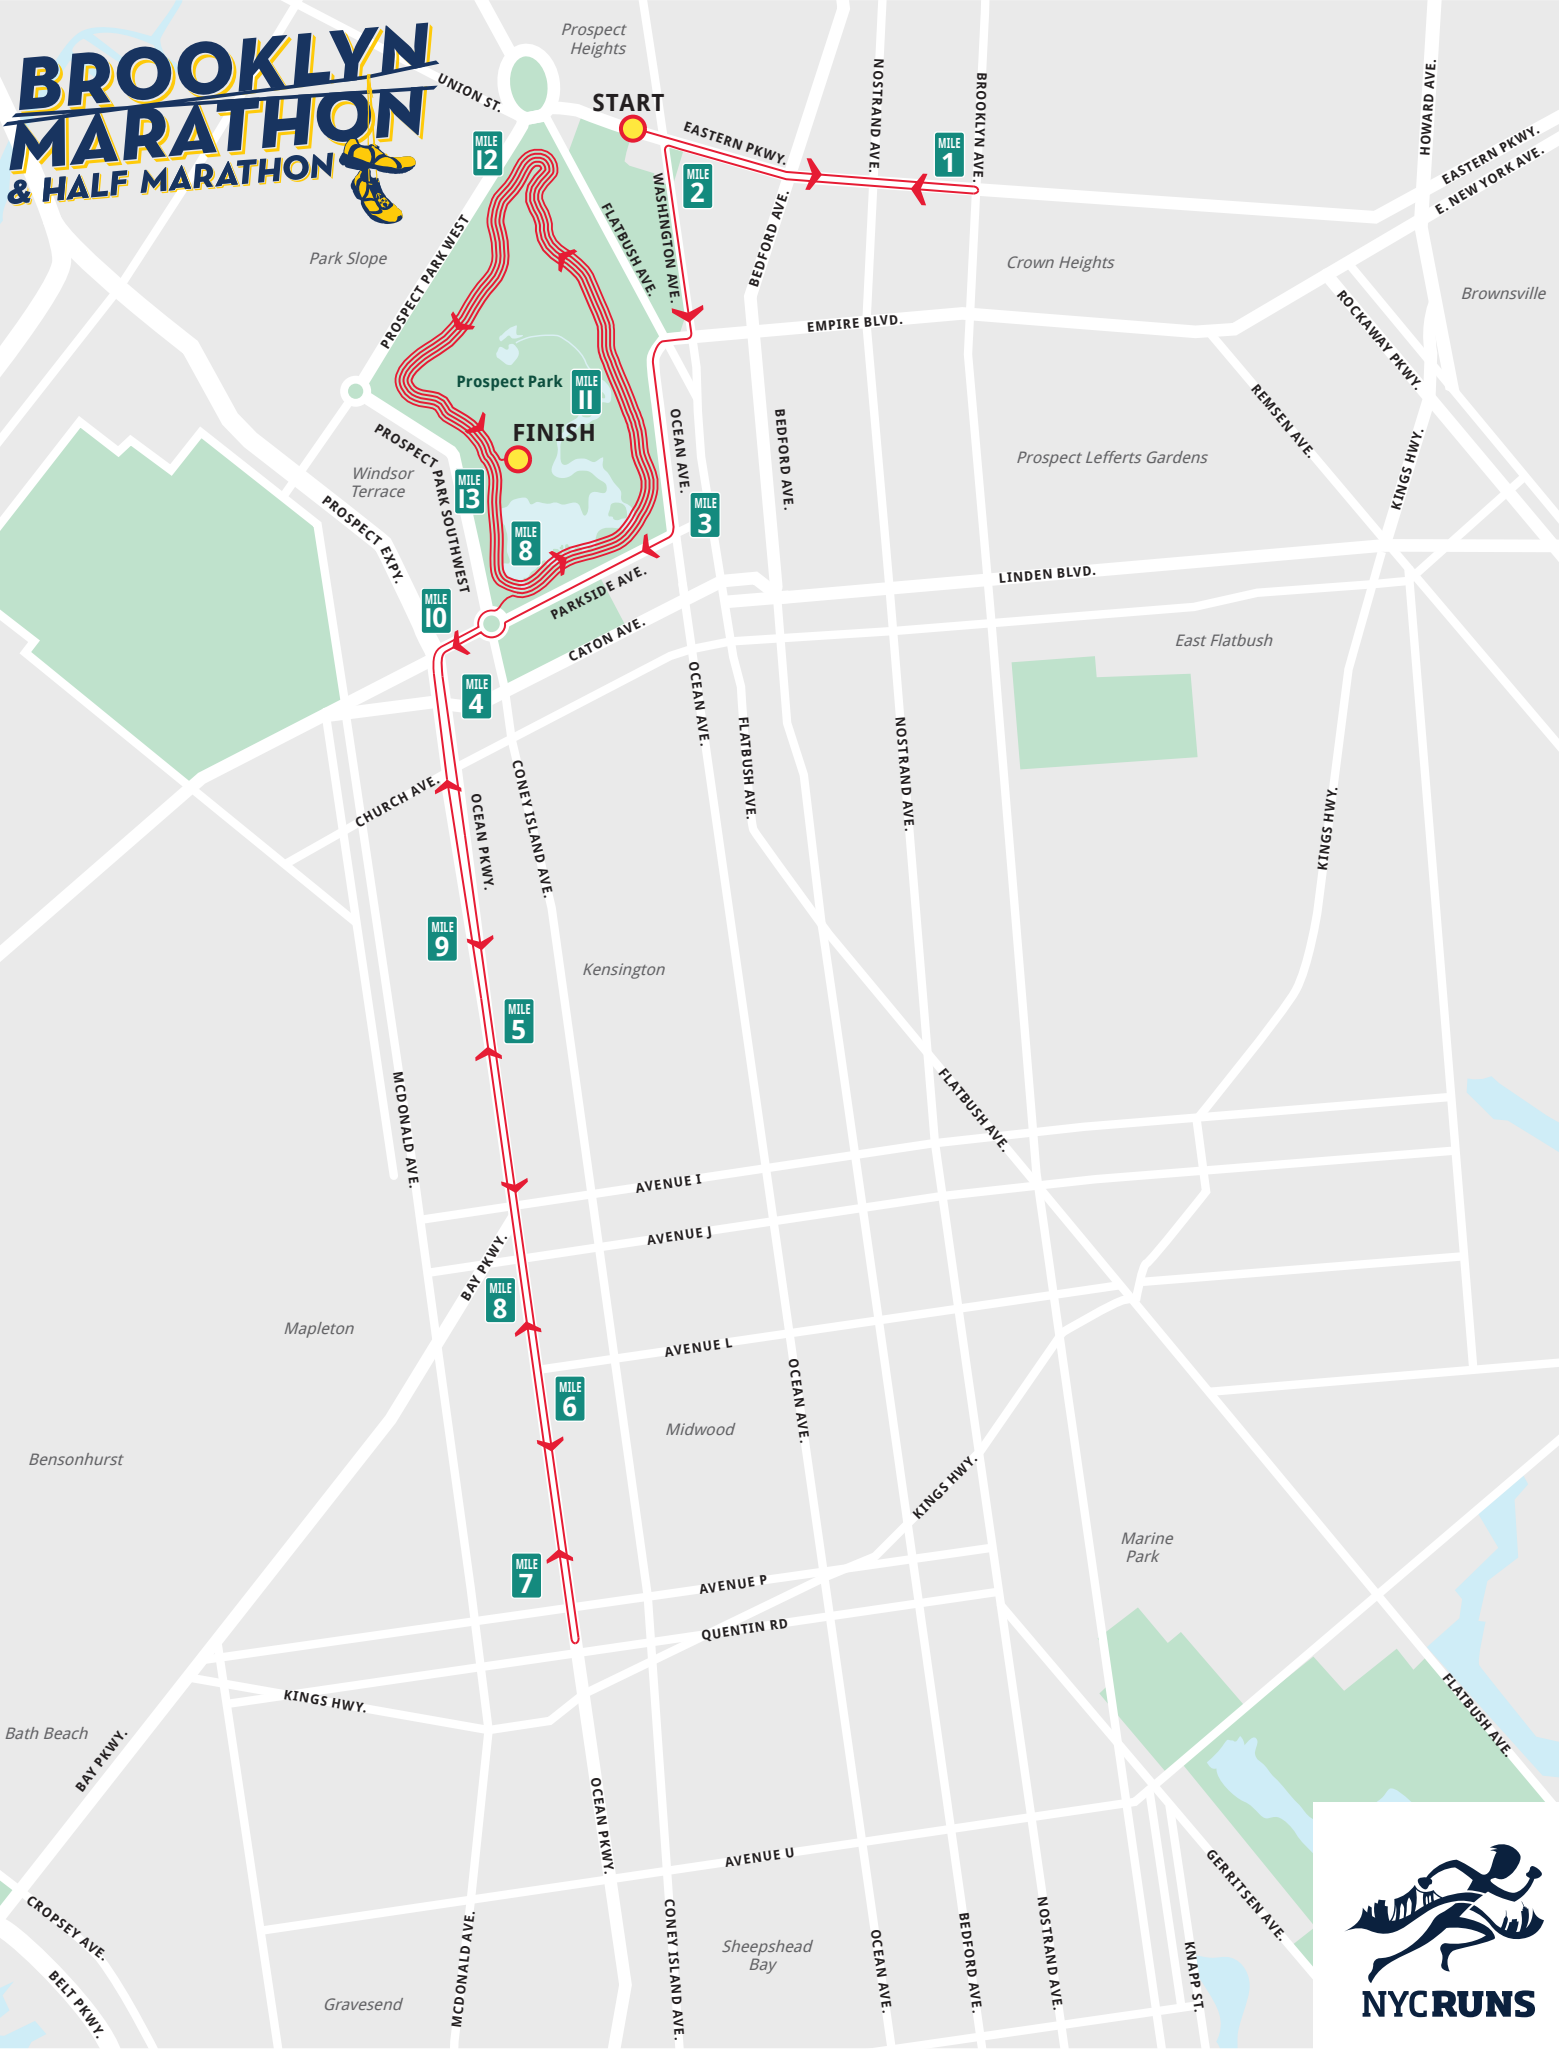 BROOKLYN
MARATHON
& HALF MARATHON
Prospect
Heights
UNION ST.
START
EASTERN PKWY.
NOSTRAND AVE.
BROOKLYN AVE.
HOWARD AVE.
EASTERN PKWY.
E. NEW YORK AVE.
MILE
1
MILE
12
MILE
2
WASHINGTON AVE.
FLATBUSH AVE.
BEDFORD AVE.
PROSPECT PARK WEST
Park Slope
Crown Heights
Brownsville
ROCKAWAY PKWY.
EMPIRE BLVD.
Prospect Park
MILE
11
REMSEN AVE.
FINISH
OCEAN AVE.
BEDFORD AVE.
KINGS HWY.
PROSPECT PARK SOUTHWEST
Windsor
Terrace
Prospect Lefferts Gardens
MILE
13
MILE
3
PROSPECT EXPY.
MILE
8
LINDEN BLVD.
PARKSIDE AVE.
MILE
10
CATON AVE.
East Flatbush
MILE
4
OCEAN AVE.
FLATBUSH AVE.
NOSTRAND AVE.
CHURCH AVE.
OCEAN PKWY.
CONEY ISLAND AVE.
KINGS HWY.
MILE
9
Kensington
MILE
5
MCDONALD AVE.
FLATBUSH AVE.
AVENUE I
AVENUE J
BAY PKWY.
MILE
8
Mapleton
AVENUE L
MILE
6
OCEAN AVE.
Midwood
Bensonhurst
KINGS HWY.
Marine
Park
MILE
7
AVENUE P
QUENTIN RD
KINGS HWY.
FLATBUSH AVE.
Bath Beach
BAY PKWY.
OCEAN PKWY.
AVENUE U
GERRITSEN AVE.
CROPSEY AVE.
BELT PKWY.
MCDONALD AVE.
CONEY ISLAND AVE.
Sheepshead
Bay
OCEAN AVE.
BEDFORD AVE.
NOSTRAND AVE.
KNAPP ST.
Gravesend
NYCRUNS